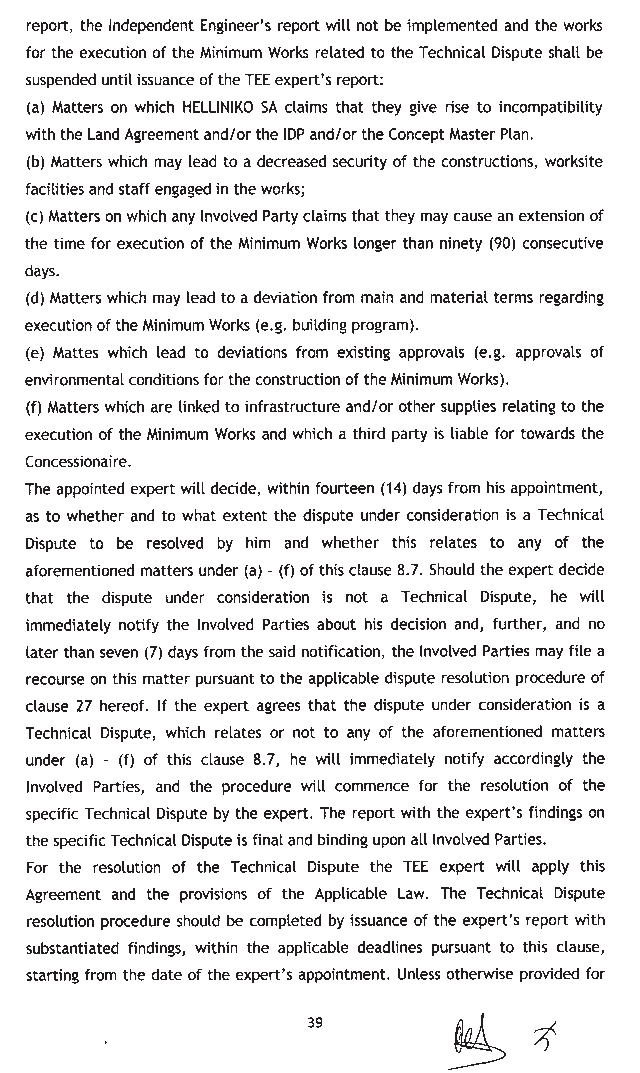 report, the Independent Engineer's report will not be implemented and the works
for the execution of the Minimum Works related to the Technical Dispute shall be
suspended until issuance of the TEE expert's report:
(a) Matters on which HELLINIKO SA claims that they give rise to incompatibility
with the Land Agreement and/or the IDP and/or the Concept Master Plan.
(b) Matters which may lead to a decreased security of the constructions, worksite
facilities and staff engaged in the works;
(c) Matters on which any Involved Party claims that they may cause an extension of
the time for execution of the Minimum Works longer than ninety (90) consecutive
days.
(d) Matters which may lead to a deviation from main and material terms regarding
execution of the Minimum Works (e.g. building program).
(e) Mattes which lead to deviations from existing approvals (e.g. approvals of
environmental conditions for the construction of the Minimum Works).
(f) Matters which are linked to infrastructure and/or other supplies relating to the
execution of the Minimum Works and which a third party is liable for towards the
Concessionaire.
The appointed expert will decide, within fourteen (14) days from his appointment,
as to whether and to what extent the dispute under consideration is a Technical
Dispute to be resolved by him and whether this relates to any of the
aforementioned matters under (a) - (f) of this clause 8.7. Should the expert decide
that the dispute under consideration is not a Technical Dispute, he will
immediately notify the Involved Parties about his decision and, further, and no
later than seven (7) days from the said notification, the Involved Parties may file a
recourse on this matter pursuant to the applicable dispute resolution procedure of
clause 27 hereof. If the expert agrees that the dispute under consideration is a
Technical Dispute, which relates or not to any of the aforementioned matters
under (a) - (f) of this clause 8.7, he will immediately notify accordingly the
Involved Parties, and the procedure will commence for the resolution of the
specific Technical Dispute by the expert. The report with the expert's findings on
the specific Technical Dispute is final and binding upon all Involved Parties.
For the resolution of the Technical Dispute the TEE expert will apply this
Agreement and the provisions of the Applicable Law. The Technical Dispute
resolution procedure should be completed by issuance of the expert's report with
substantiated findings, within the applicable deadlines pursuant to this clause,
starting from the date of the expert's appointment. Unless otherwise provided for
39